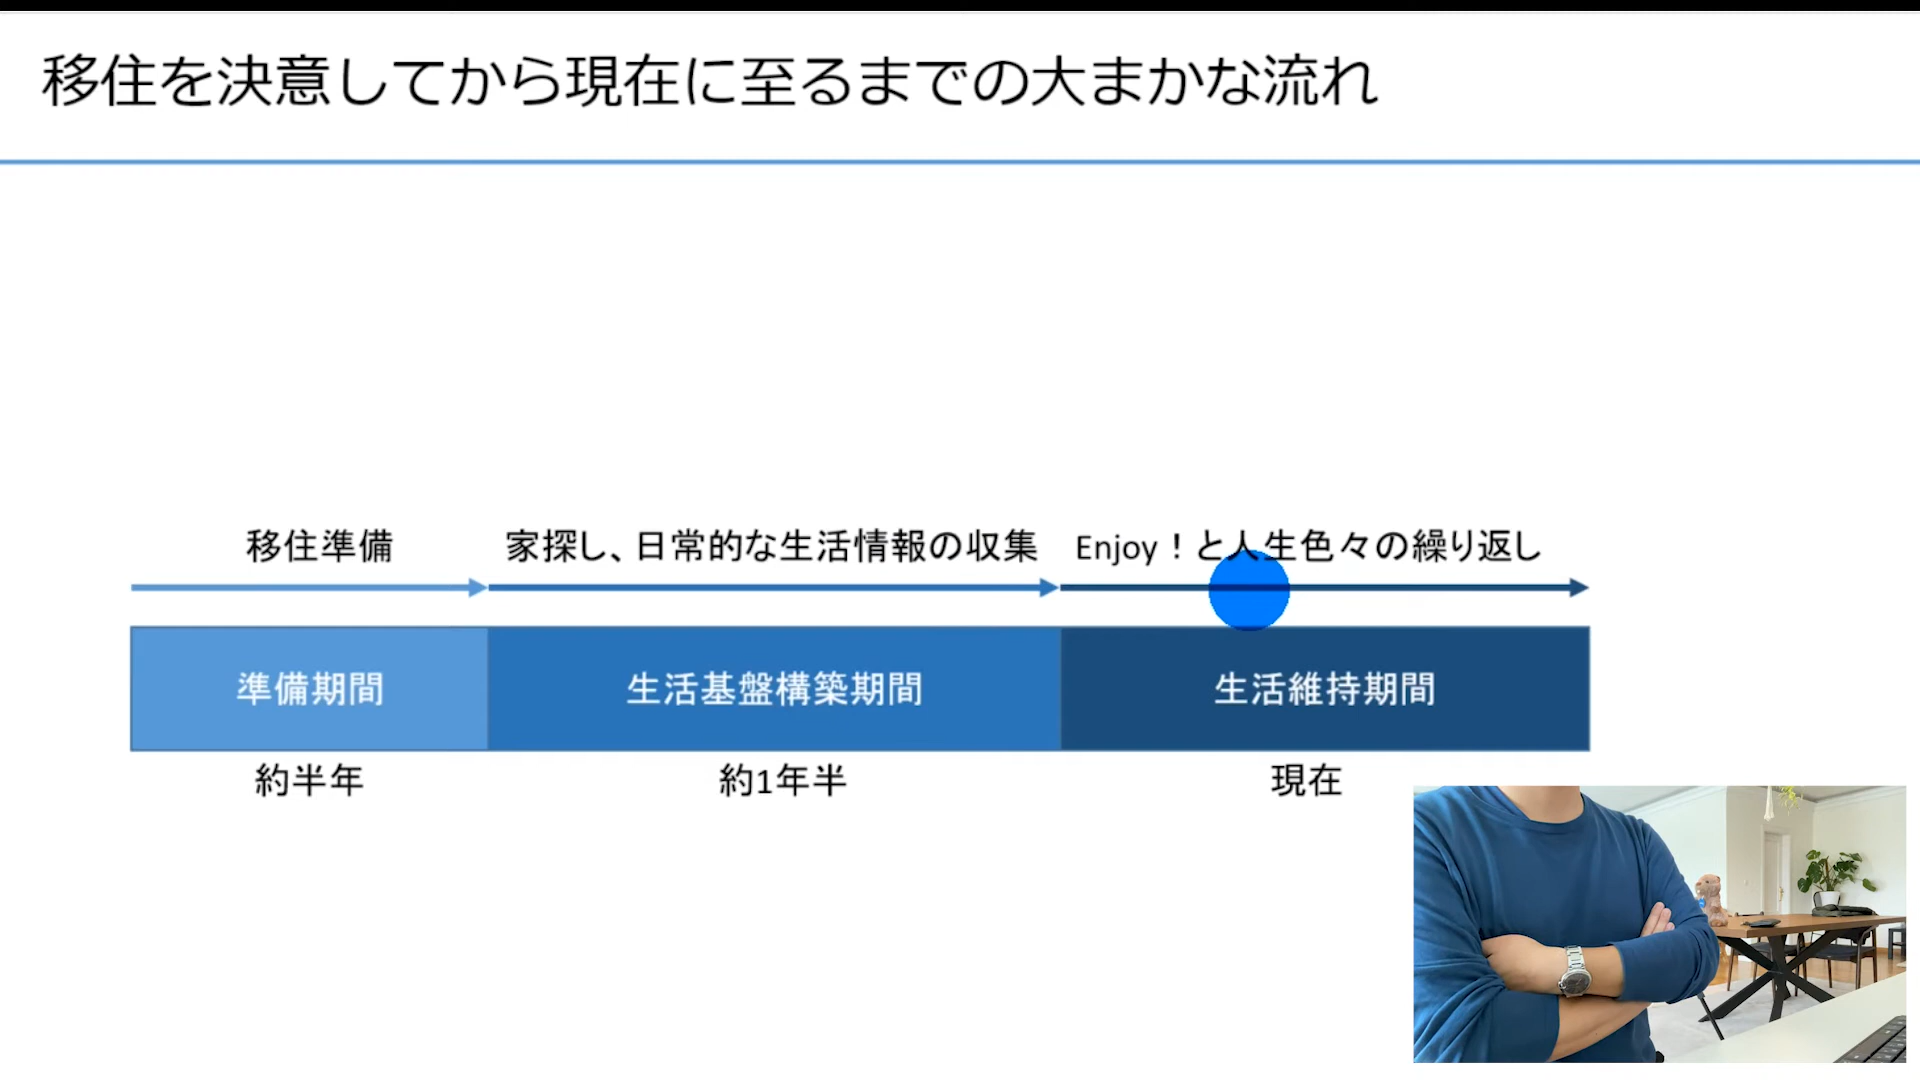 移住を決意してから現在に至るまでの大まかな流れ
移住準備
家探し、日常的な生活情報の収集
Enjoy！と人生色々の繰り返し
準備期間
生活基盤構築期間
生活維持期間
約半年
約1年半
現在